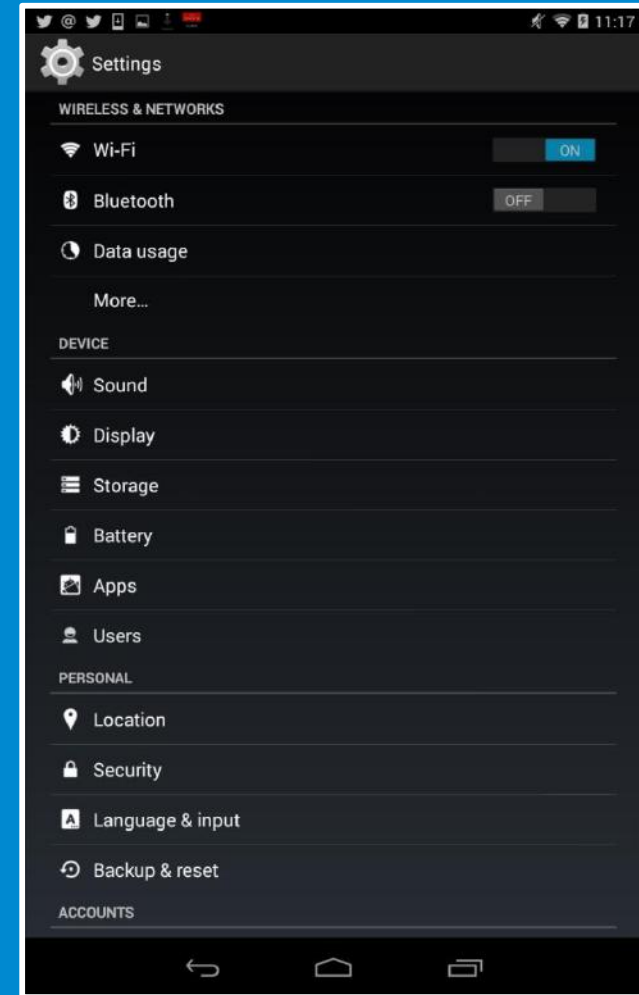 @ 11:17
Settings
WIRELESS & NETWORKS
Wi-Fi ON
Bluetooth OFF
Data usage
More...
DEVICE
Sound
Display
Storage
Battery
Apps
Users
PERSONAL
Location
Security
A Language & input
Backup & reset
ACCOUNTS